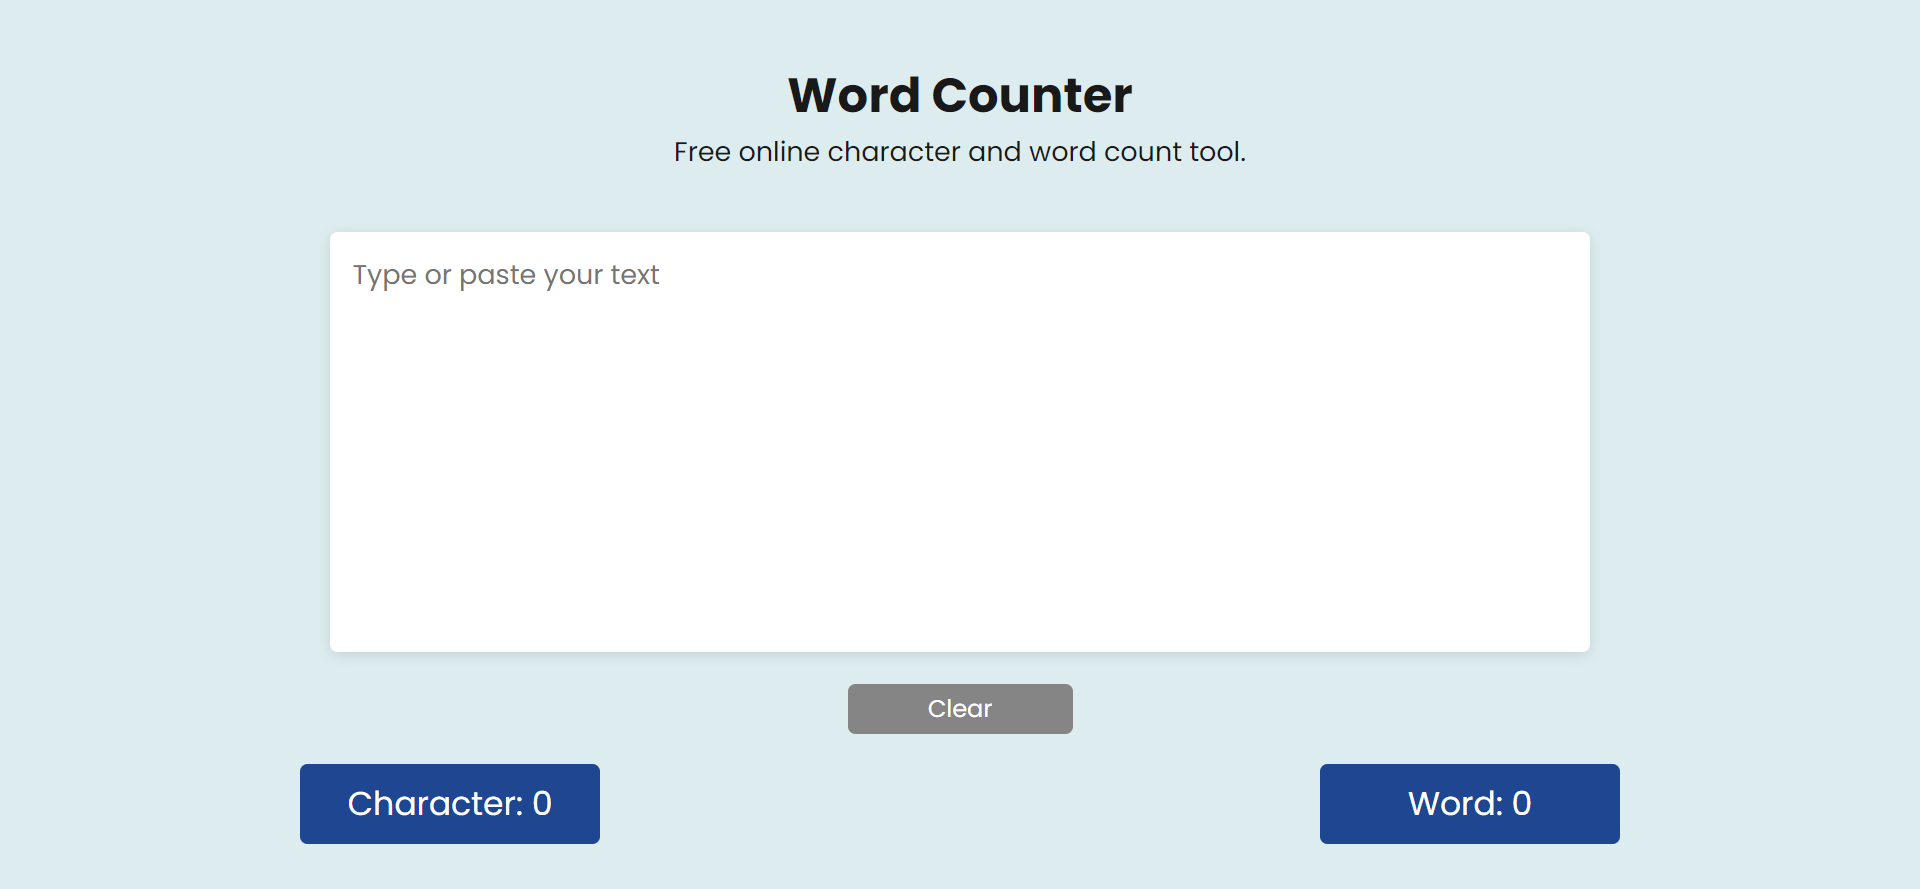 Word Counter
Free online character and word count tool.
Type or paste your text
Clear
Character: 0
Word: 0